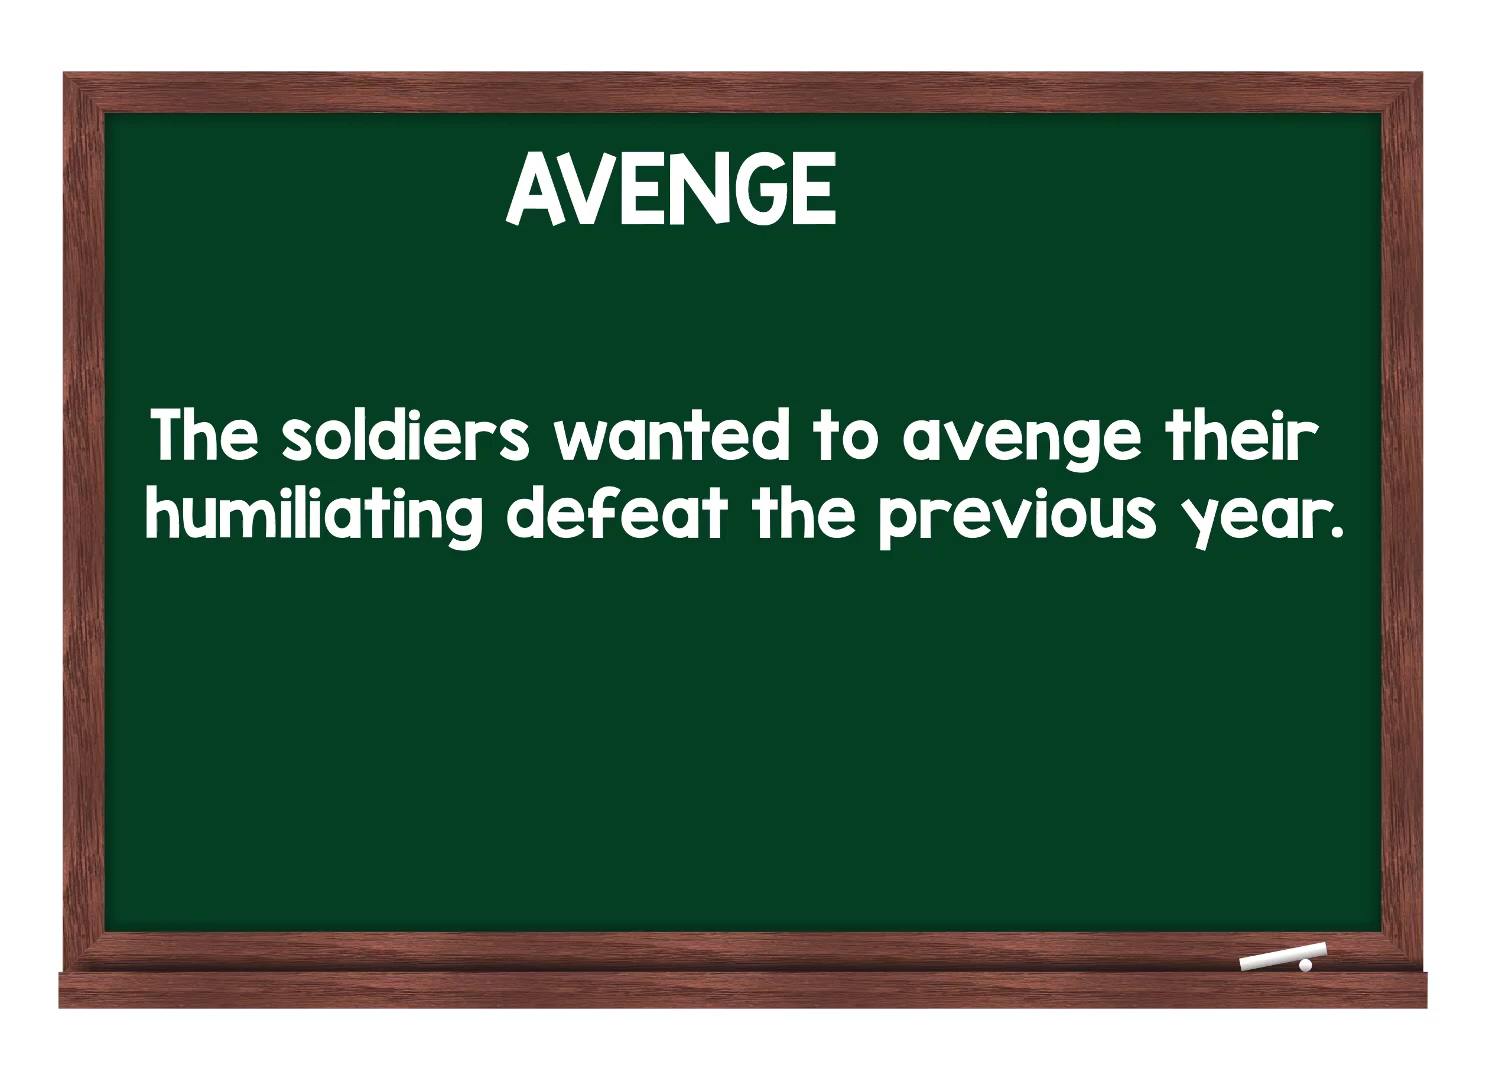 AVENGE
The soldiers wanted to avenge their
humiliating defeat the previous year.